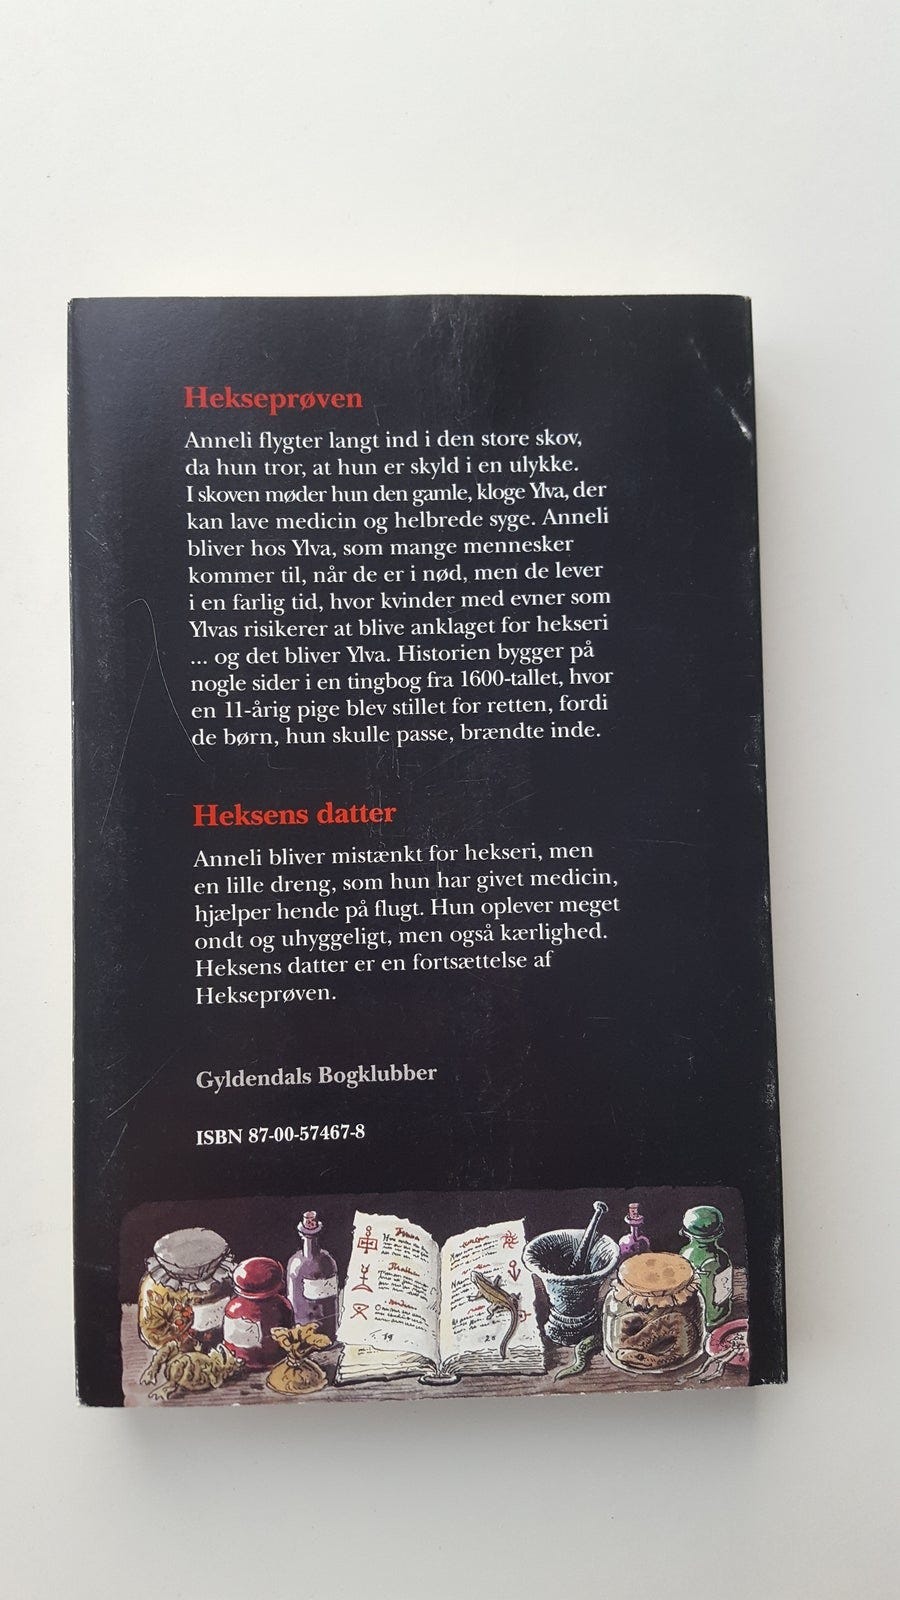 Hekseprøven
Anneli flygter langt ind i den store skov,
da hun tror, at hun er skyld i en ulykke.
I skoven møder hun den gamle, kloge Ylva, der
kan lave medicin og helbrede syge. Anneli
bliver hos Ylva, som mange mennesker
kommer til, når de er i nød, men de lever
i en farlig tid, hvor kvinder med evner som
Ylvas risikerer at blive anklaget for hekseri
... og det bliver Ylva. Historien bygger på
nogle sider i en tingbog fra 1600-tallet, hvor
en 11-årig pige blev stillet for retten, fordi
de børn, hun skulle passe, brændte inde.
Heksens datter
Anneli bliver mistænkt for hekseri, men
en lille dreng, som hun har givet medicin,
hjælper hende på flugt. Hun oplever meget
ondt og uhyggeligt, men også kærlighed.
Heksens datter er en fortsættelse af
Hekseprøven.
Gyldendals Bogklubber
ISBN 87-00-57467-8